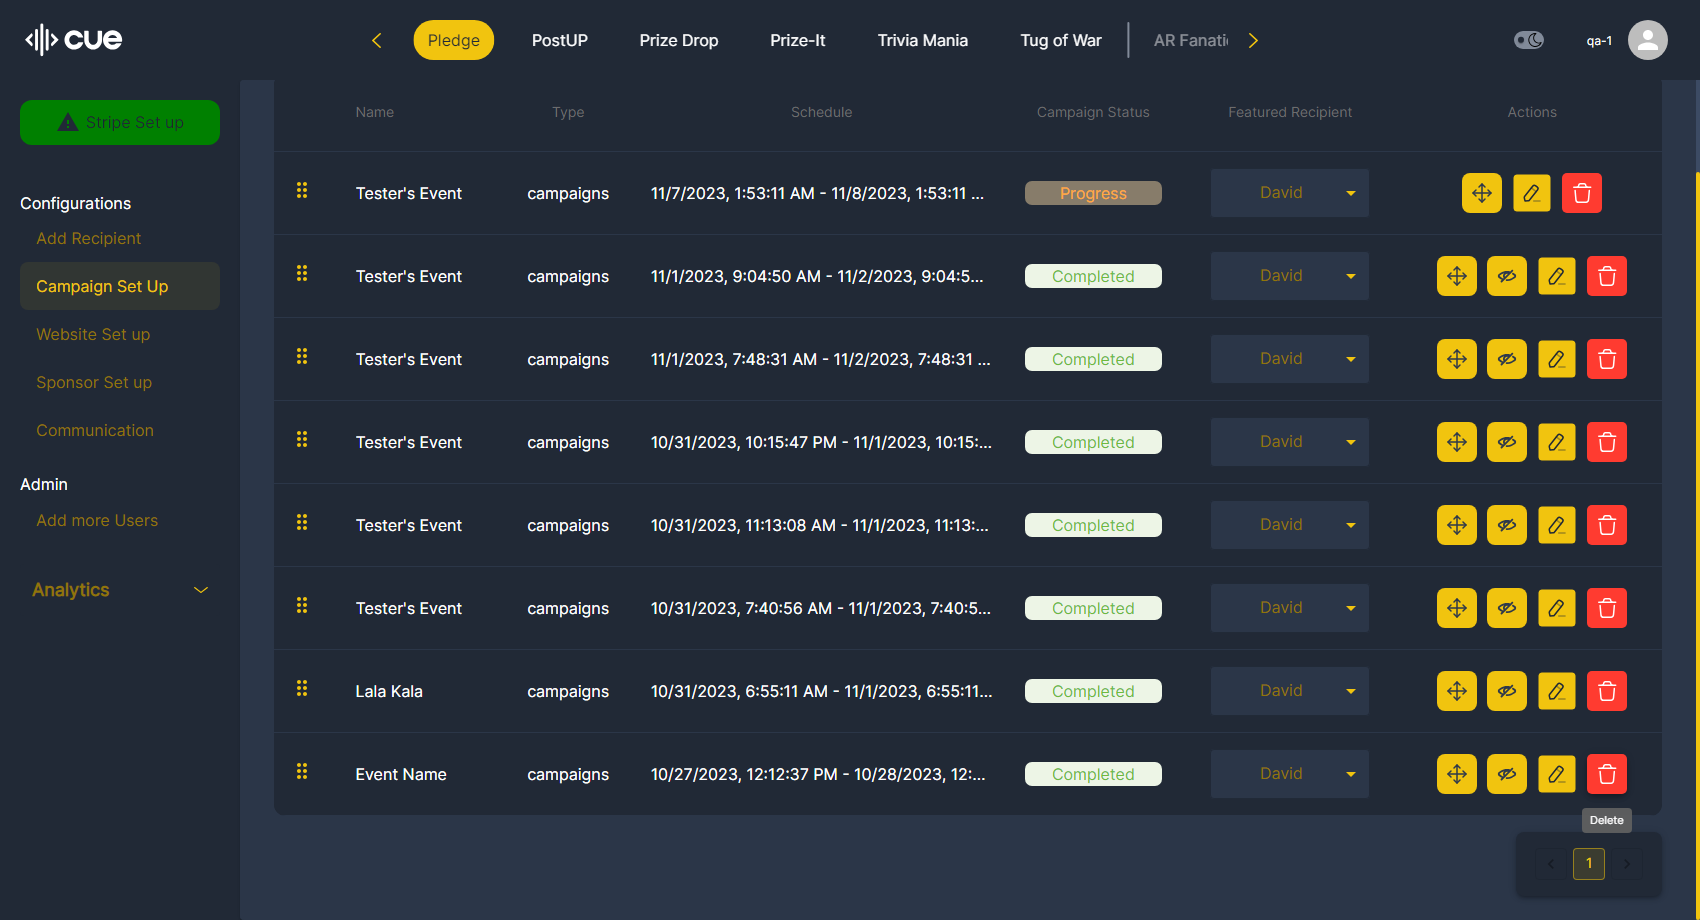 cue
Pledge
PostUP
Prize Drop
Prize-It
Trivia Mania
Tug of War
AR Fanati
qa-1
Stripe Set up
Configurations
Add Recipient
Campaign Set Up
Website Set up
Sponsor Set up
Communication
Admin
Add more Users
Analytics
Name Type Schedule Campaign Status Featured Recipient Actions
Tester's Event campaigns 11/7/2023, 1:53:11 AM - 11/8/2023, 1:53:11 ... Progress David
Tester's Event campaigns 11/1/2023, 9:04:50 AM - 11/2/2023, 9:04:5... Completed David
Tester's Event campaigns 11/1/2023, 7:48:31 AM - 11/2/2023, 7:48:31 ... Completed David
Tester's Event campaigns 10/31/2023, 10:15:47 PM - 11/1/2023, 10:15:... Completed David
Tester's Event campaigns 10/31/2023, 11:13:08 AM - 11/1/2023, 11:13:... Completed David
Tester's Event campaigns 10/31/2023, 7:40:56 AM - 11/1/2023, 7:40:5... Completed David
Lala Kala campaigns 10/31/2023, 6:55:11 AM - 11/1/2023, 6:55:11... Completed David
Event Name campaigns 10/27/2023, 12:12:37 PM - 10/28/2023, 12:... Completed David
Delete
1